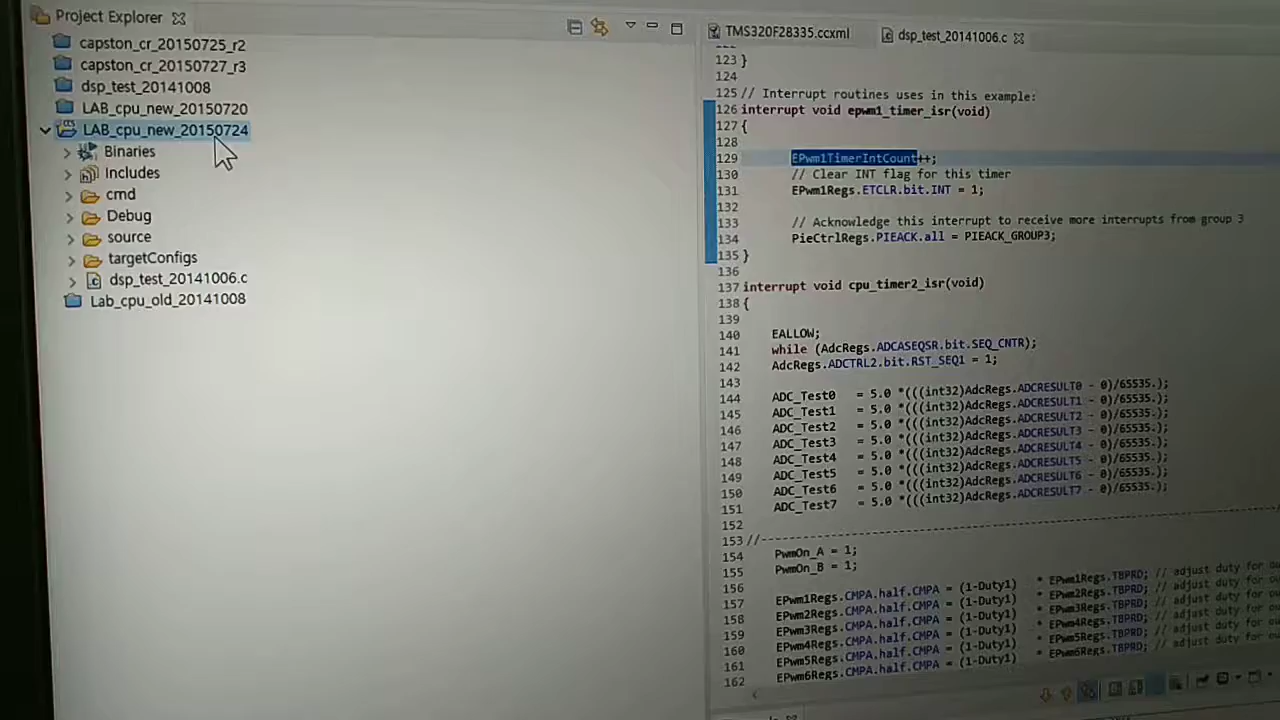 Project Explorer
capston_cr_20150725_r2
capston_cr_20150727_r3
dsp_test_20141008
LAB_cpu_new_20150720
LAB_cpu_new_20150724
Binaries
Includes
cmd
Debug
source
targetConfigs
dsp_test_20141006.c
Lab_cpu_old_20141008
TMS320F28335.ccxml
dsp_test_20141006.c
123 }
124
125 // Interrupt routines uses in this example:
126 interrupt void epwm1_timer_isr(void)
127 {
128
129 EPwm1TimerIntCount++;
130 // Clear INT flag for this timer
131 EPwm1Regs.ETCLR.bit.INT = 1;
132
133 // Acknowledge this interrupt to receive more interrupts from group 3
134 PieCtrlRegs.PIEACK.all = PIEACK_GROUP3;
135 }
136
137 interrupt void cpu_timer2_isr(void)
138 {
139
140 EALLOW;
141 while (AdcRegs.ADCASEQSR.bit.SEQ_CNTR);
142 AdcRegs.ADCTRL2.bit.RST_SEQ1 = 1;
143
144 ADC_Test0 = 5.0 *(((int32)AdcRegs.ADCRESULT0 - 0)/65535.);
145 ADC_Test1 = 5.0 *(((int32)AdcRegs.ADCRESULT1 - 0)/65535.);
146 ADC_Test2 = 5.0 *(((int32)AdcRegs.ADCRESULT2 - 0)/65535.);
147 ADC_Test3 = 5.0 *(((int32)AdcRegs.ADCRESULT3 - 0)/65535.);
148 ADC_Test4 = 5.0 *(((int32)AdcRegs.ADCRESULT4 - 0)/65535.);
149 ADC_Test5 = 5.0 *(((int32)AdcRegs.ADCRESULT5 - 0)/65535.);
150 ADC_Test6 = 5.0 *(((int32)AdcRegs.ADCRESULT6 - 0)/65535.);
151 ADC_Test7 = 5.0 *(((int32)AdcRegs.ADCRESULT7 - 0)/65535.);
152
153 //--------------------------------------------------------
154 PwmOn_A = 1;
155 PwmOn_B = 1;
156
157 EPwm1Regs.CMPA.half.CMPA = (1-Duty1) * EPwm1Regs.TBPRD; // adjust duty for
158 EPwm2Regs.CMPA.half.CMPA = (1-Duty1) * EPwm2Regs.TBPRD; // adjust duty for
159 EPwm3Regs.CMPA.half.CMPA = (1-Duty1) * EPwm3Regs.TBPRD; // adjust duty for
160 EPwm4Regs.CMPA.half.CMPA = (1-Duty1) * EPwm4Regs.TBPRD; // adjust duty for
161 EPwm5Regs.CMPA.half.CMPA = (1-Duty1) * EPwm5Regs.TBPRD; // adjust duty for
162 EPwm6Regs.CMPA.half.CMPA = (1-Duty1) * EPwm6Regs.TBPRD; // adjust duty for